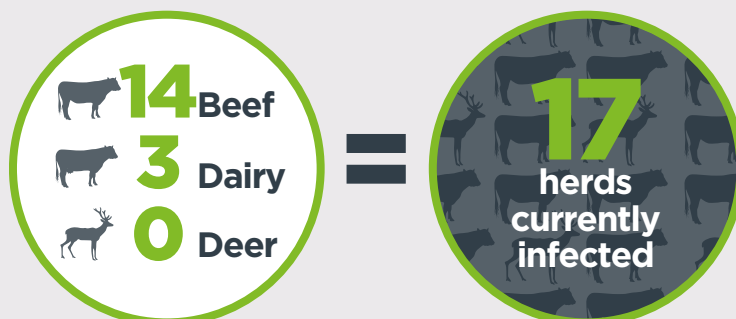 14 Beef
3 Dairy
0 Deer
=
17
herds
currently
infected